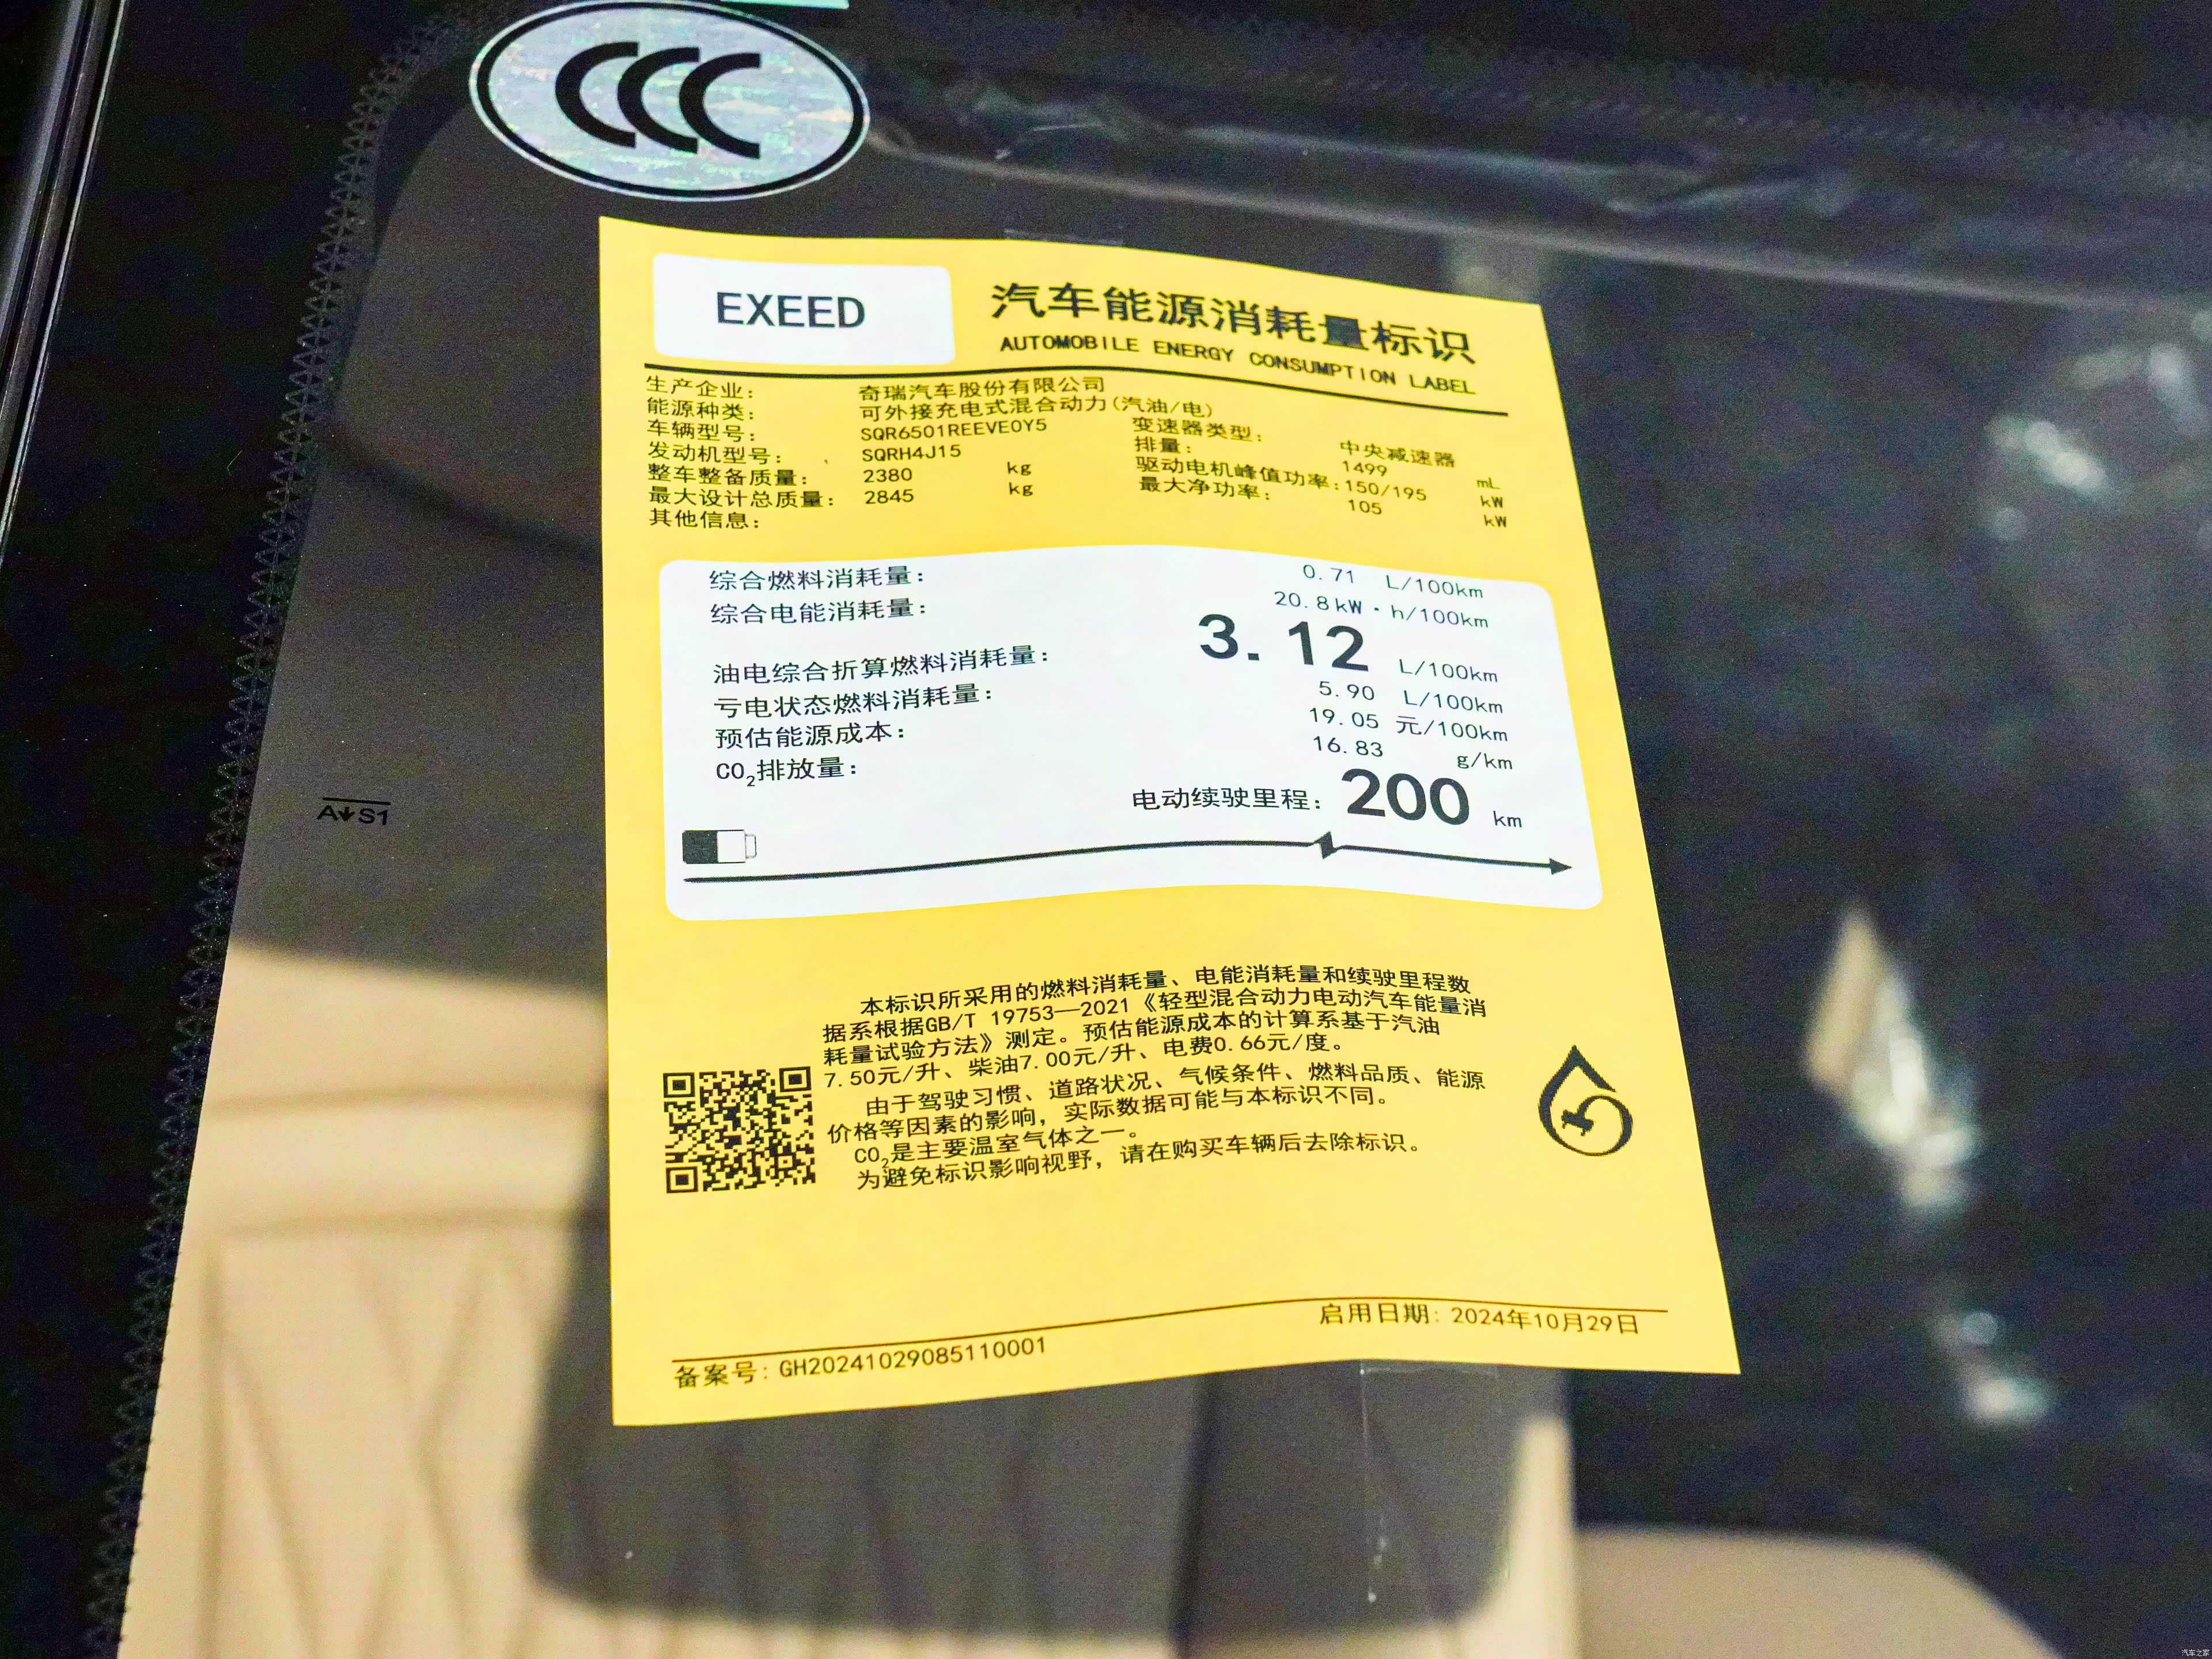 CCC
EXEED
汽车能源消耗量标识
AUTOMOBILE ENERGY CONSUMPTION LABEL
生产企业: 奇瑞汽车股份有限公司
能源种类: 可外接充电式混合动力(汽油/电)
车辆型号: SQR6501REEVE0Y5 变速器类型: 中央减速器
发动机型号: SQRH4J15 排量: 1499 mL
整车整备质量: 2380 kg 驱动电机峰值功率: 150/195 kW
最大设计总质量: 2845 kg 最大净功率: 105 kW
其他信息:
综合燃料消耗量: 0.71 L/100km
综合电能消耗量: 20.8 kW·h/100km
油电综合折算燃料消耗量: 3.12 L/100km
亏电状态燃料消耗量: 5.90 L/100km
预估能源成本: 19.05 元/100km
CO₂排放量: 16.83 g/km
电动续驶里程: 200 km
A↓S1
本标识所采用的燃料消耗量、电能消耗量和续驶里程数
据系根据GB/T 19753—2021《轻型混合动力电动汽车能量消
耗量试验方法》测定。预估能源成本的计算系基于汽油
7.50元/升、柴油7.00元/升、电费0.66元/度。
由于驾驶习惯、道路状况、气候条件、燃料品质、能源
价格等因素的影响，实际数据可能与本标识不同。
CO₂是主要温室气体之一。
为避免标识影响视野，请在购买车辆后去除标识。
备案号: GH20241029085110001 启用日期: 2024年10月29日
汽车之家